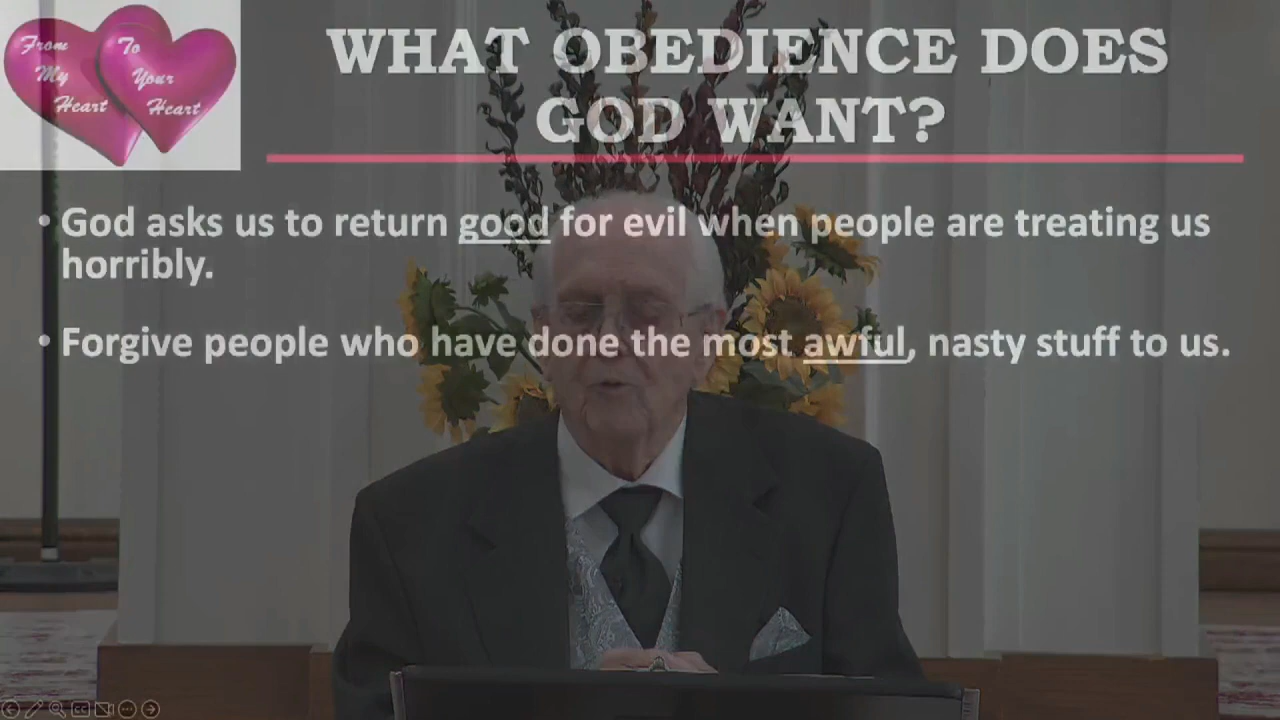 From
My
Heart
To
Your
Heart
WHAT OBEDIENCE DOES
GOD WANT?
• God asks us to return good for evil when people are treating us
horribly.
• Forgive people who have done the most awful, nasty stuff to us.